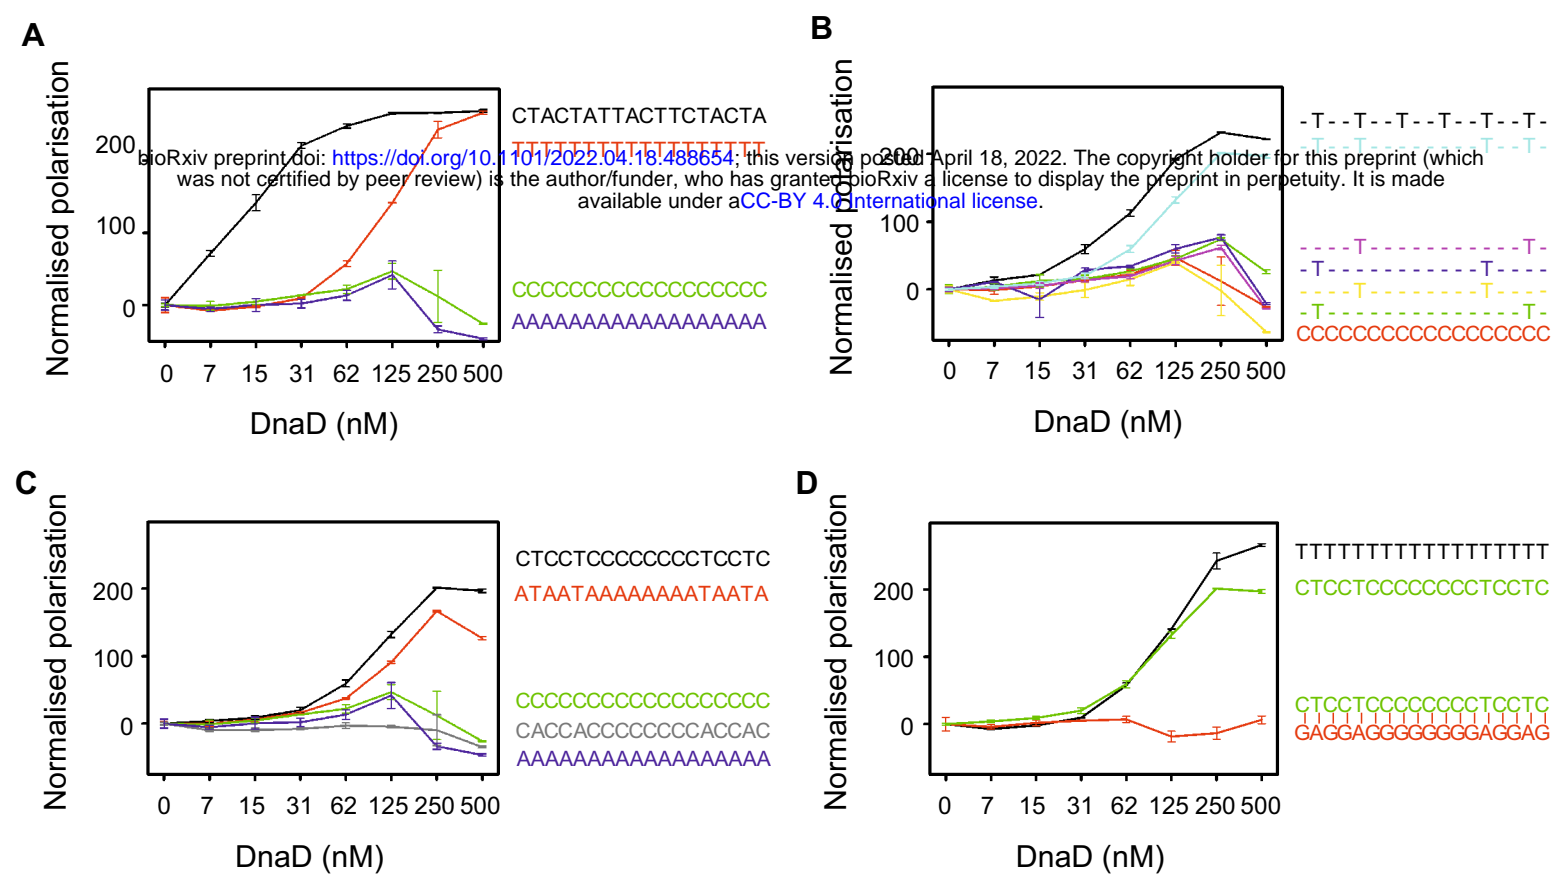 A
Normalised polarisation
200
100
0
0 7 15 31 62 125 250 500
DnaD (nM)
CTACTATTACTTCTACTA
TTTTTTTTTTTTTTTTTT
CCCCCCCCCCCCCCCCCC
AAAAAAAAAAAAAAAAAA
B
Normalised polarisation
200
100
0
0 7 15 31 62 125 250 500
DnaD (nM)
-T--T--T--T--T--T-
-T--T--------T--T-
----T-----------T-
-T-----------T----
----T--------T----
-T--------------T-
CCCCCCCCCCCCCCCCCC
bioRxiv preprint doi: https://doi.org/10.1101/2022.04.18.488654; this version posted April 18, 2022. The copyright holder for this preprint (which
was not certified by peer review) is the author/funder, who has granted bioRxiv a license to display the preprint in perpetuity. It is made
available under aCC-BY 4.0 International license.
C
Normalised polarisation
200
100
0
0 7 15 31 62 125 250 500
DnaD (nM)
CTCCTCCCCCCCCTCCTC
ATAATAAAAAAAATAATA
CCCCCCCCCCCCCCCCCC
CACCACCCCCCCCACCAC
AAAAAAAAAAAAAAAAAA
D
Normalised polarisation
200
100
0
0 7 15 31 62 125 250 500
DnaD (nM)
TTTTTTTTTTTTTTTTTT
CTCCTCCCCCCCCTCCTC
CTCCTCCCCCCCCTCCTC
GAGGAGGGGGGGGAGGAG